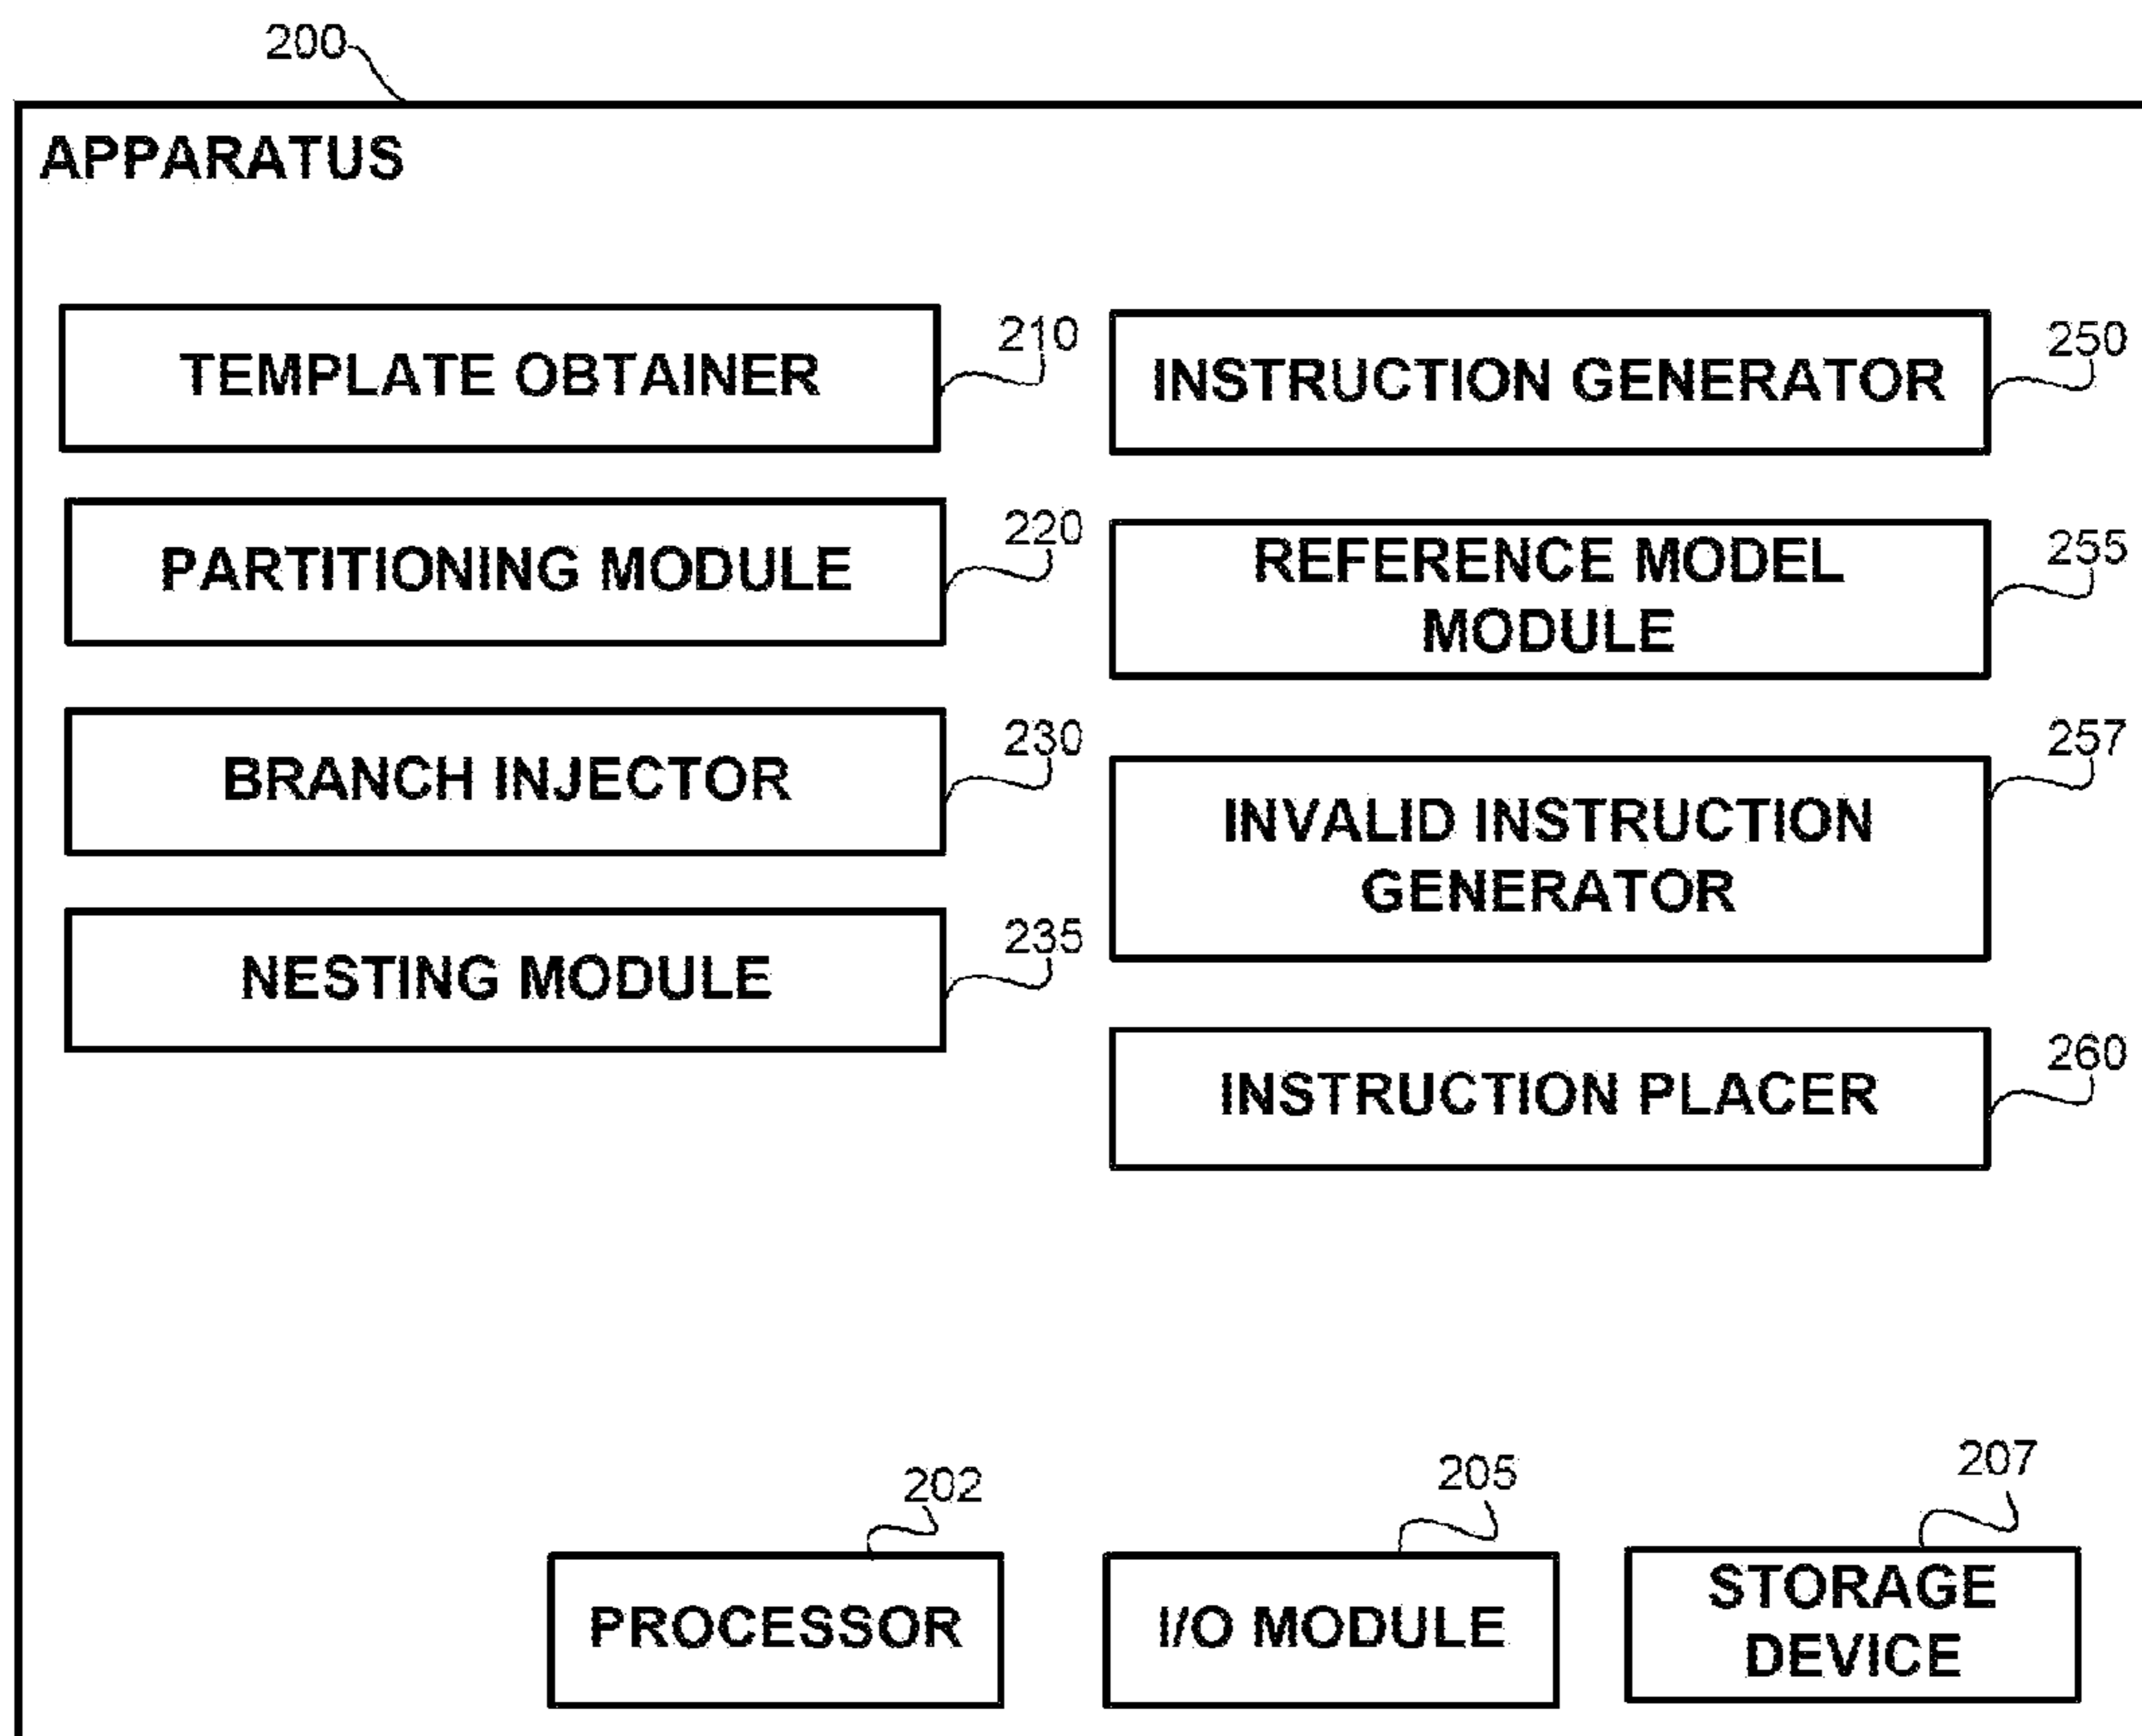 200
APPARATUS
TEMPLATE OBTAINER
210
PARTITIONING MODULE
220
BRANCH INJECTOR
230
NESTING MODULE
235
INSTRUCTION GENERATOR
250
REFERENCE MODEL
MODULE
255
INVALID INSTRUCTION
GENERATOR
257
INSTRUCTION PLACER
260
202
PROCESSOR
205
I/O MODULE
207
STORAGE
DEVICE